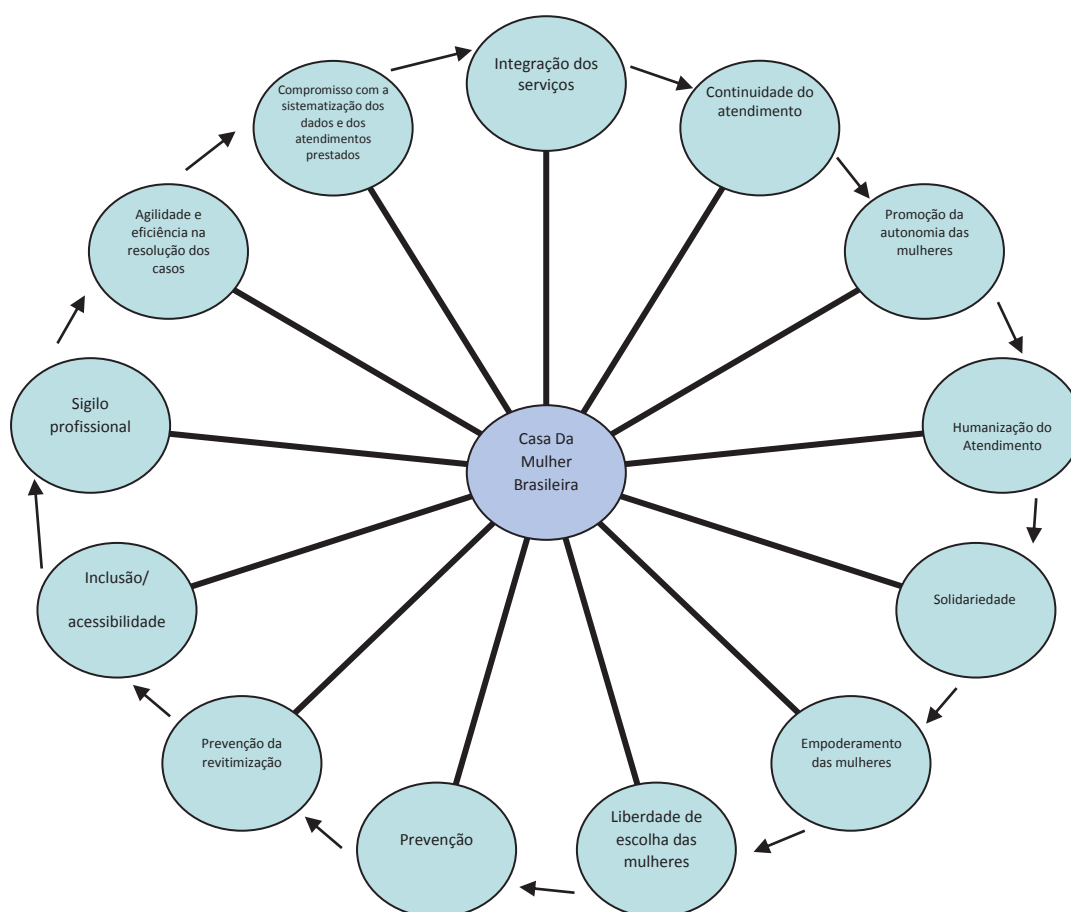 Integração dos
serviços
Continuidade do
atendimento
Promoção da
autonomia das
mulheres
Humanização do
Atendimento
Solidariedade
Empoderamento
das mulheres
Liberdade de
escolha das
mulheres
Prevenção
Prevenção da
revitimização
Inclusão/
acessibilidade
Sigilo
profissional
Agilidade e
eficiência na
resolução dos
casos
Compromisso com a
sistematização dos
dados e dos
atendimentos
prestados
Casa Da
Mulher
Brasileira